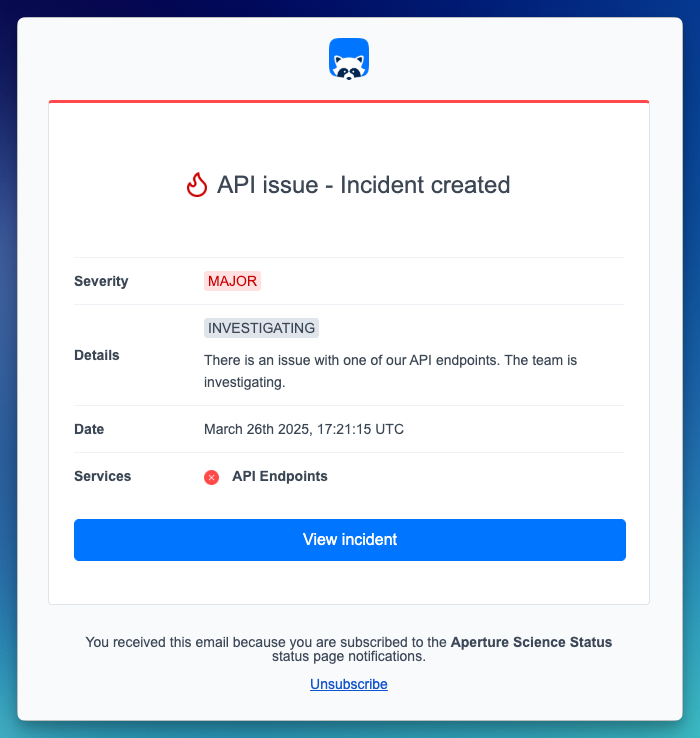 API issue - Incident created
Severity MAJOR
INVESTIGATING
Details
There is an issue with one of our API endpoints. The team is
investigating.
Date March 26th 2025, 17:21:15 UTC
Services API Endpoints
View incident
You received this email because you are subscribed to the Aperture Science Status
status page notifications.
Unsubscribe